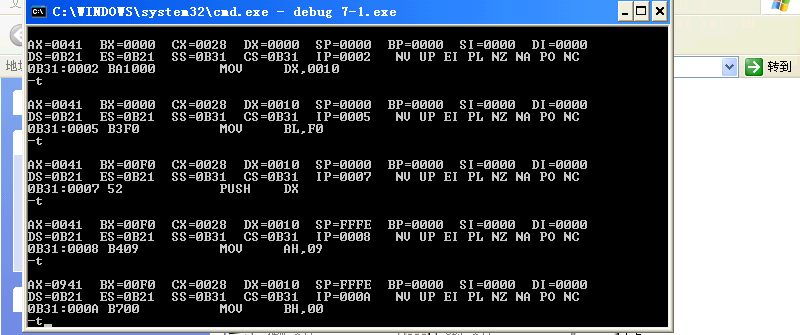 C:\WINDOWS\system32\cmd.exe - debug 7-1.exe
转到
AX=0041  BX=0000  CX=0028  DX=0000  SP=0000  BP=0000  SI=0000  DI=0000
DS=0B21  ES=0B21  SS=0B31  CS=0B31  IP=0002   NV UP EI PL NZ NA PO NC
0B31:0002 BA1000        MOV     DX,0010
-t
AX=0041  BX=0000  CX=0028  DX=0010  SP=0000  BP=0000  SI=0000  DI=0000
DS=0B21  ES=0B21  SS=0B31  CS=0B31  IP=0005   NV UP EI PL NZ NA PO NC
0B31:0005 B3F0          MOV     BL,F0
-t
AX=0041  BX=00F0  CX=0028  DX=0010  SP=0000  BP=0000  SI=0000  DI=0000
DS=0B21  ES=0B21  SS=0B31  CS=0B31  IP=0007   NV UP EI PL NZ NA PO NC
0B31:0007 52            PUSH    DX
-t
AX=0041  BX=00F0  CX=0028  DX=0010  SP=FFFE  BP=0000  SI=0000  DI=0000
DS=0B21  ES=0B21  SS=0B31  CS=0B31  IP=0008   NV UP EI PL NZ NA PO NC
0B31:0008 B409          MOV     AH,09
-t
AX=0941  BX=00F0  CX=0028  DX=0010  SP=FFFE  BP=0000  SI=0000  DI=0000
DS=0B21  ES=0B21  SS=0B31  CS=0B31  IP=000A   NV UP EI PL NZ NA PO NC
0B31:000A B700          MOV     BH,00
-t_